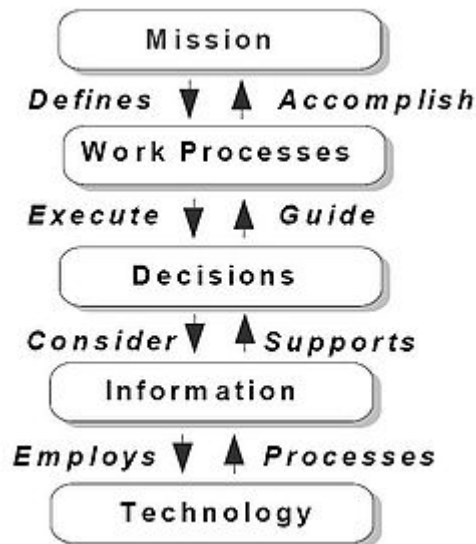 Mission
Defines Accomplish
Work Processes
Execute Guide
Decisions
Consider Supports
Information
Employs Processes
Technology